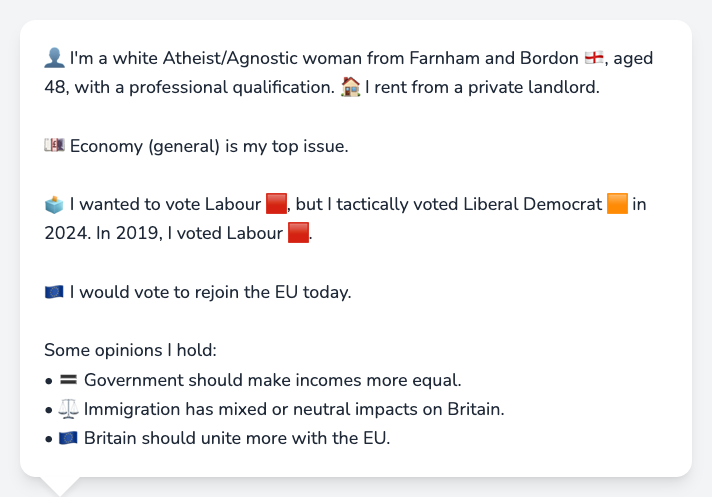 👤 I'm a white Atheist/Agnostic woman from Farnham and Bordon 🏴󠁧󠁢󠁥󠁮󠁧󠁿, aged
48, with a professional qualification. 🏠 I rent from a private landlord.
💷 Economy (general) is my top issue.
🗳️ I wanted to vote Labour 🟥, but I tactically voted Liberal Democrat 🟧 in
2024. In 2019, I voted Labour 🟥.
🇪🇺 I would vote to rejoin the EU today.
Some opinions I hold:
• 🟰 Government should make incomes more equal.
• ⚖️ Immigration has mixed or neutral impacts on Britain.
• 🇪🇺 Britain should unite more with the EU.